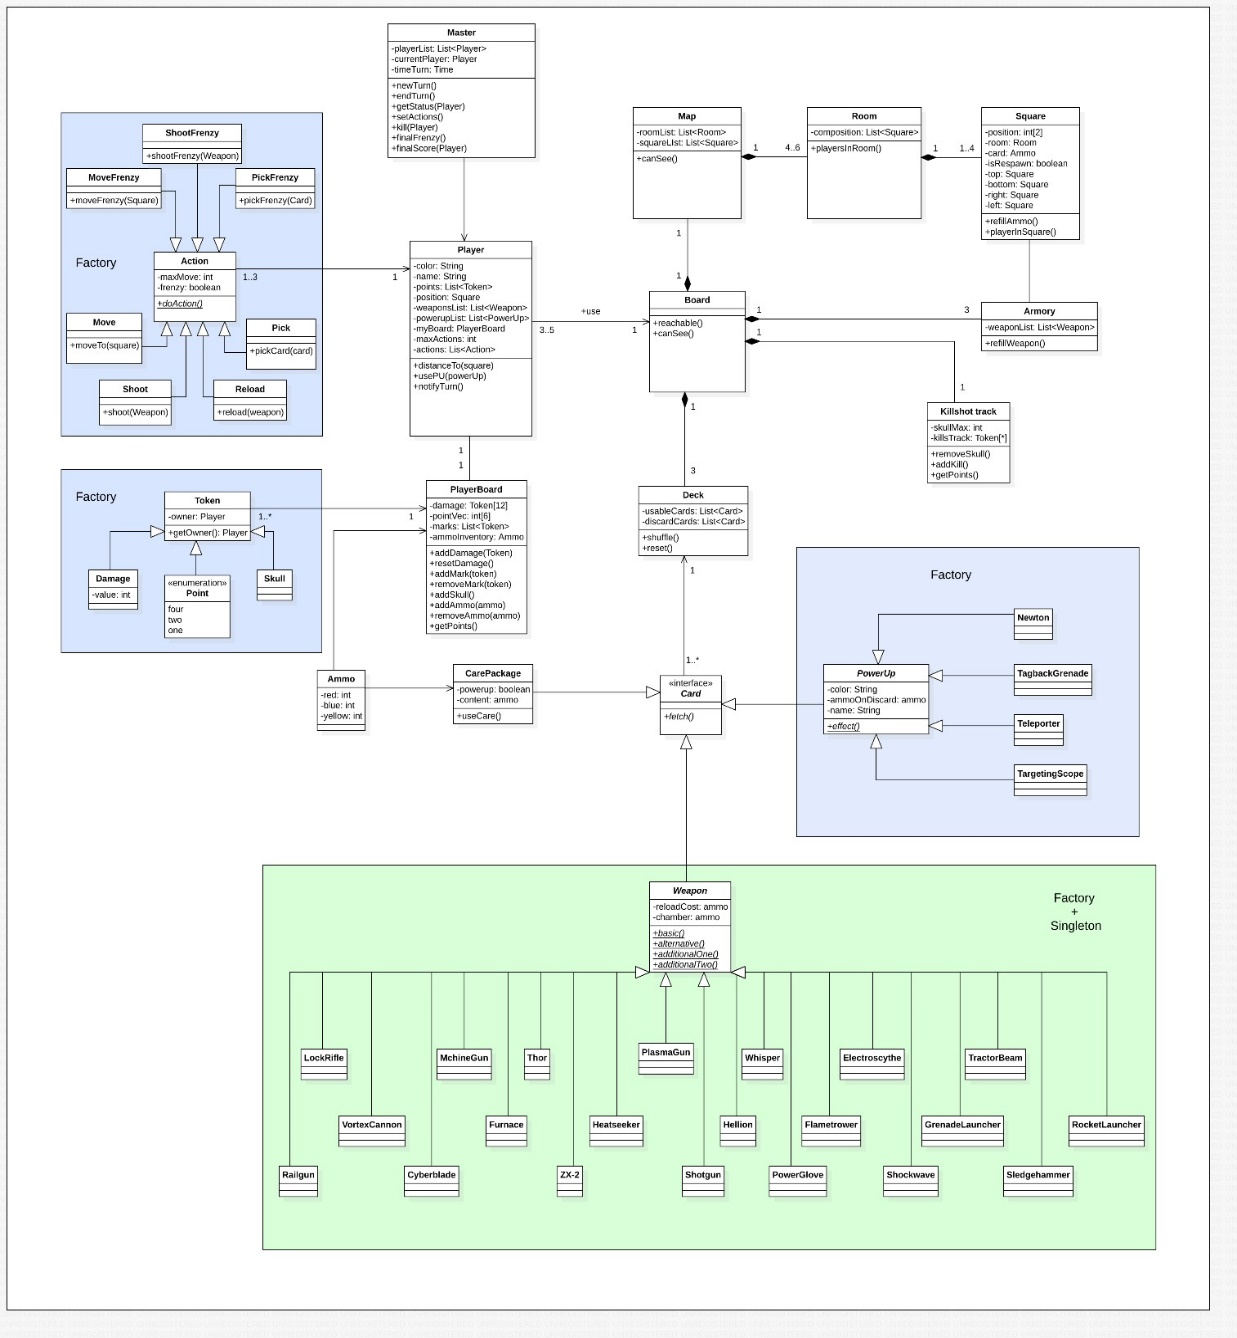 Master
-playerList: List<Player>
-currentPlayer: Player
-timeTurn: Time
+newTurn()
+endTurn()
+getStatus(Player)
+setActions()
+kill(Player)
+finalFrenzy()
+finalScore(Player)
ShootFrenzy
+shootFrenzy(Weapon)
MoveFrenzy
+moveFrenzy(Square)
PickFrenzy
+pickFrenzy(Card)
Factory
Action
-maxMove: int
-frenzy: boolean
+doAction()
1..3
1
Move
+moveTo(square)
Pick
+pickCard(card)
Shoot
+shoot(Weapon)
Reload
+reload(weapon)
Player
-color: String
-name: String
-points: List<Token>
-position: Square
-weaponsList: List<Weapon>
-powerupList: List<PowerUp>
-myBoard: PlayerBoard
-maxActions: int
-actions: Lis<Action>
+distanceTo(square)
+usePU(powerUp)
+notifyTurn()
+use
3..5
1
Map
-roomList: List<Room>
-squareLIst: List<Square>
+canSee()
1
4..6
Room
-composition: List<Square>
+playersInRoom()
1
1..4
Square
-position: int[2]
-room: Room
-card: Ammo
-isRespawn: boolean
-top: Square
-bottom: Square
-right: Square
-left: Square
+refillAmmo()
+playerInSquare()
1
1
Board
+reachable()
+canSee()
1
3
1
Armory
-weaponList: List<Weapon>
+refillWeapon()
1
Killshot track
-skullMax: int
-killsTrack: Token[*]
+removeSkull()
+addKill()
+getPoints()
1
3
1
1
Factory
Token
-owner: Player
+getOwner(): Player
1..*
1
Damage
-value: int
«enumeration»
Point
four
two
one
Skull
PlayerBoard
-damage: Token[12]
-pointVec: int[6]
-marks: List<Token>
-ammoInventory: Ammo
+addDamage(Token)
+resetDamage()
+addMark(token)
+removeMark(token)
+addSkull()
+addAmmo(ammo)
+removeAmmo(ammo)
+getPoints()
Deck
-usableCards: List<Card>
-discardCards: List<Card>
+shuffle()
+reset()
1
1..*
Ammo
-red: int
-blue: int
-yellow: int
CarePackage
-powerup: boolean
-content: ammo
+useCare()
«interface»
Card
+fetch()
Factory
PowerUp
-color: String
-ammoOnDiscard: ammo
-name: String
+effect()
Newton
TagbackGrenade
Teleporter
TargetingScope
Weapon
-reloadCost: ammo
-chamber: ammo
+basic()
+alternative()
+additionalOne()
+additionalTwo()
Factory
+
Singleton
LockRifle
MchineGun
Thor
PlasmaGun
Whisper
Electroscythe
TractorBeam
VortexCannon
Furnace
Heatseeker
Hellion
Flametrower
GrenadeLauncher
RocketLauncher
Railgun
Cyberblade
ZX-2
Shotgun
PowerGlove
Shockwave
Sledgehammer